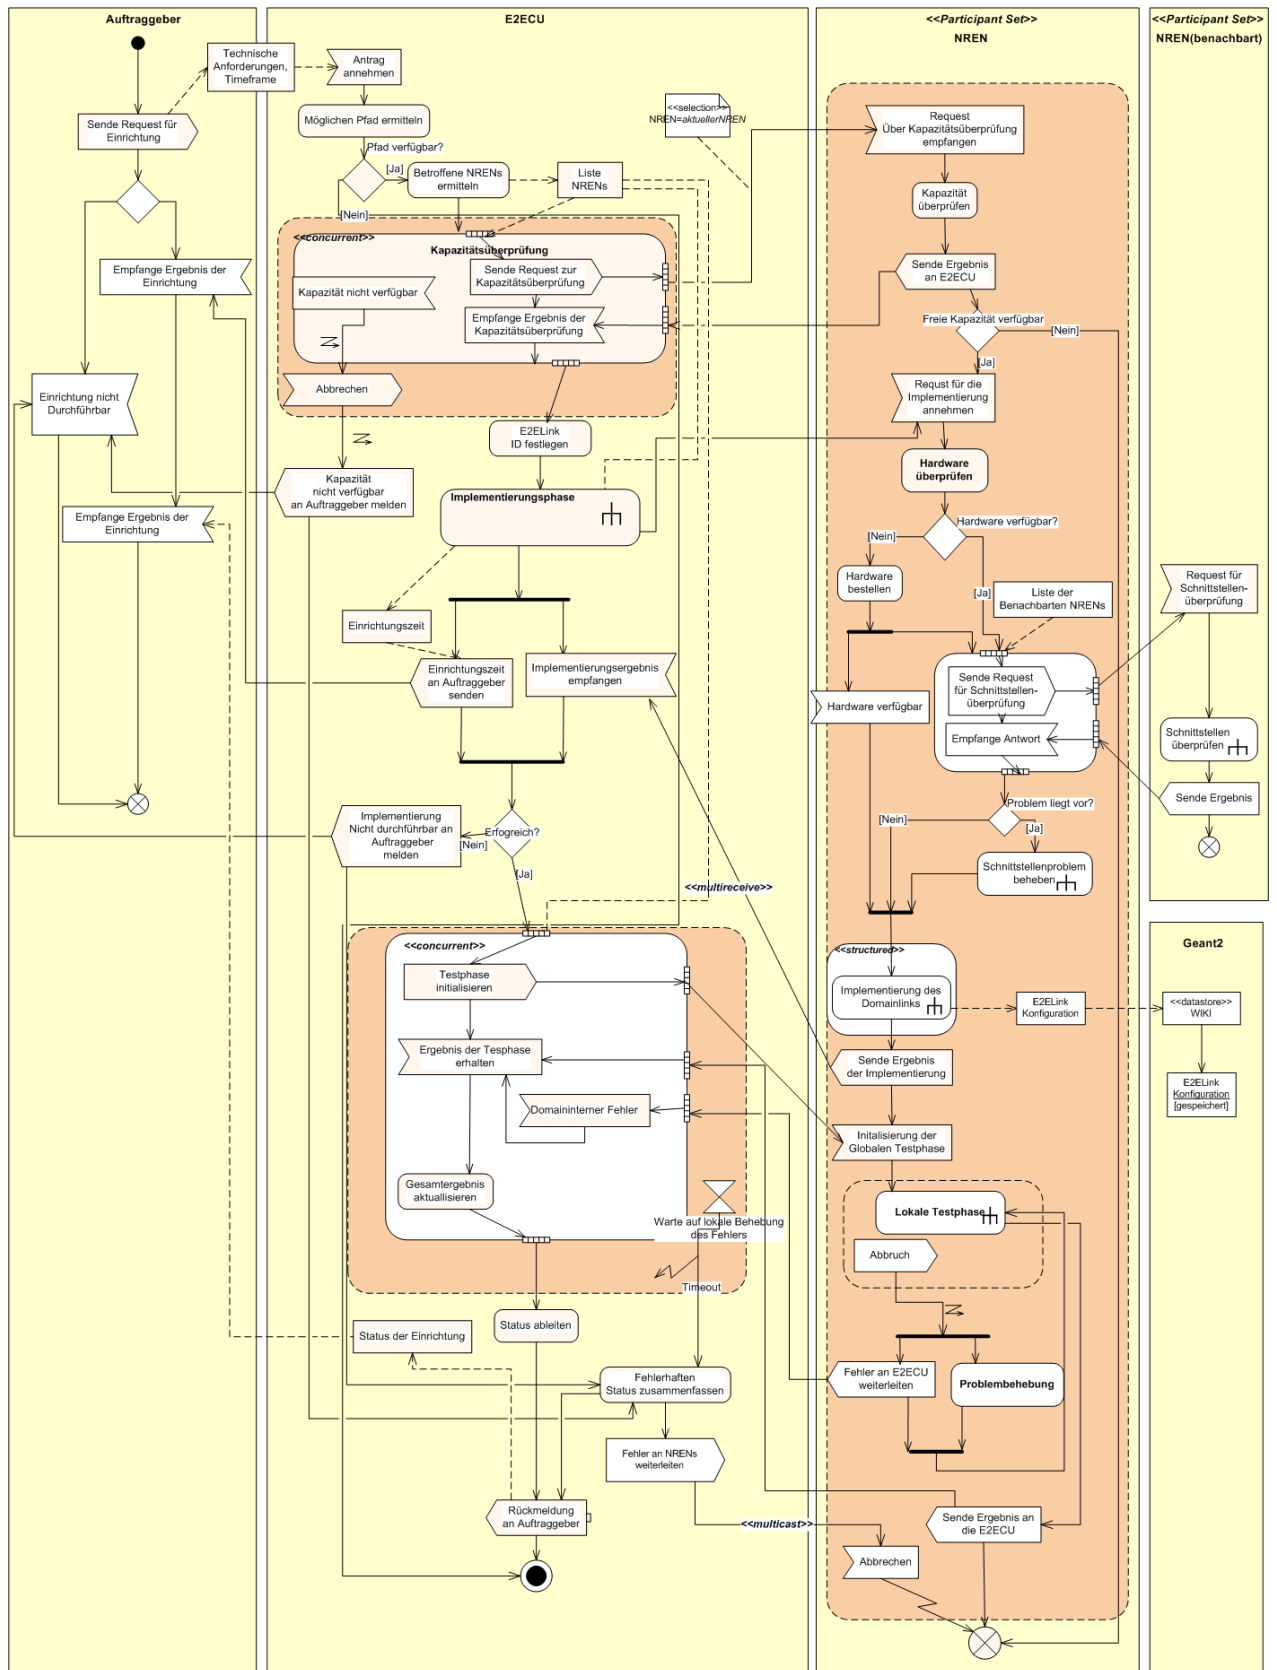 Auftraggeber
E2ECU
<<Participant Set>>
NREN
<<Participant Set>>
NREN(benachbart)
Technische
Anforderungen,
Timeframe
Antrag
annehmen
Sende Request für
Einrichtung
Möglichen Pfad ermitteln
Pfad verfügbar?
[Ja]
[Nein]
Betroffene NRENs
ermitteln
Liste
NRENs
<<selection>>
NREN=aktuellerNREN
Request
Über Kapazitätsüberprüfung
empfangen
Kapazität
überprüfen
Sende Ergebnis
an E2ECU
Freie Kapazität verfügbar
[Nein]
[Ja]
Empfange Ergebnis der
Einrichtung
<<concurrent>>
Kapazitätsüberprüfung
Sende Request zur
Kapazitätsüberprüfung
Kapazität nicht verfügbar
Empfange Ergebnis der
Kapazitätsüberprüfung
Abbrechen
Einrichtung nicht
Durchführbar
Requst für die
Implementierung
annehmen
E2ELink
ID festlegen
Hardware
überprüfen
Kapazität
nicht verfügbar
an Auftraggeber melden
Implementierungsphase
Empfange Ergebnis der
Einrichtung
Hardware verfügbar?
[Nein]
[Ja]
Hardware
bestellen
Liste der
Benachbarten NRENs
Request für
Schnittstellen-
überprüfung
Einrichtungszeit
Einrichtungszeit
an Auftraggeber
senden
Implementierungsergebnis
empfangen
Sende Request
für Schnittstellen-
überprüfung
Hardware verfügbar
Empfange Antwort
Schnittstellen
überprüfen
Sende Ergebnis
Problem liegt vor?
[Nein]
[Ja]
Implementierung
Nicht durchführbar an
Auftraggeber
melden
Erfogreich?
[Nein]
[Ja]
Schnittstellenproblem
beheben
<<multireceive>>
<<concurrent>>
<<structured>>
Geant2
Testphase
initialisieren
Implementierung des
Domainlinks
E2ELink
Konfiguration
<<datastore>>
WIKI
Ergebnis der Tesphase
erhalten
Sende Ergebnis
der Implementierung
E2ELink
Konfiguration
[gespeichert]
Domaininterner Fehler
Initalisierung der
Globalen Testphase
Gesamtergebnis
aktuallisieren
Warte auf lokale Behebung
des Fehlers
Timeout
Lokale Testphase
Abbruch
Status ableiten
Status der Einrichtung
Fehlerhaften
Status zusammenfassen
Fehler an E2ECU
weiterleiten
Problembehebung
Fehler an NRENs
weiterleiten
Rückmeldung
an Auftraggeber
<<multicast>>
Sende Ergebnis an
die E2ECU
Abbrechen